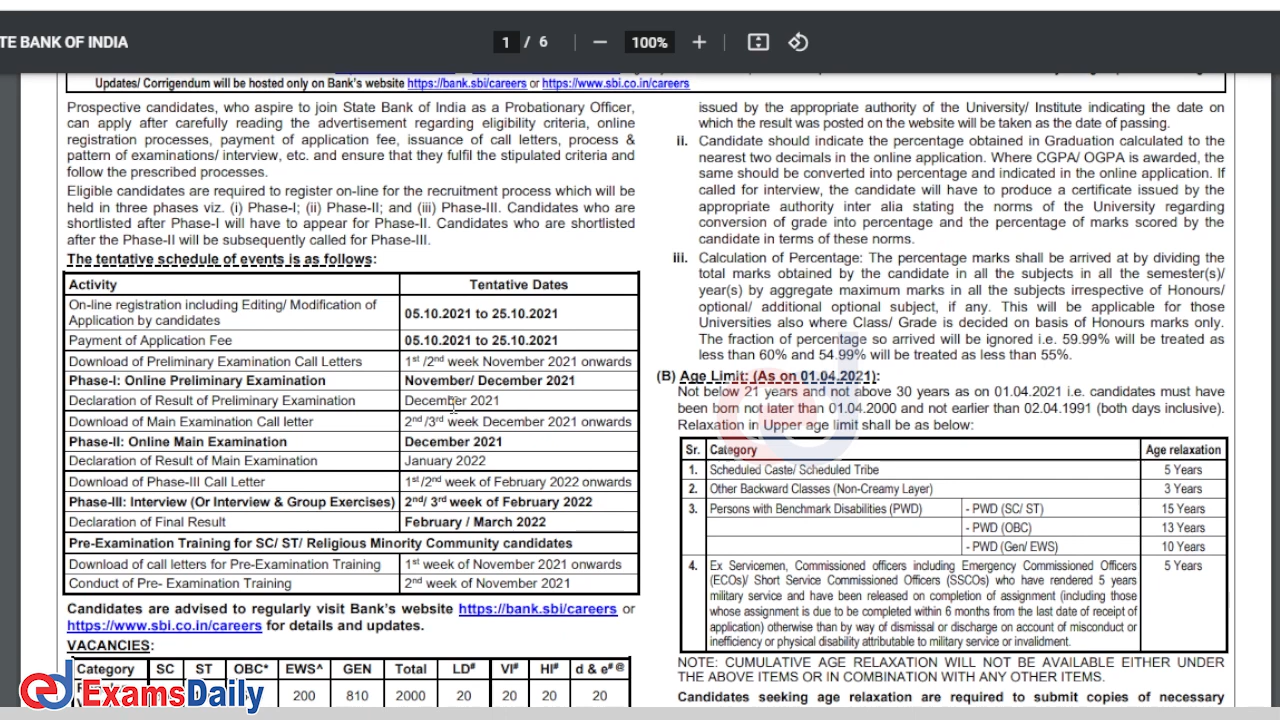 TE BANK OF INDIA
1 / 6
100%
Updates/ Corrigendum will be hosted only on Bank's website https://bank.sbi/careers or https://www.sbi.co.in/careers
Prospective candidates, who aspire to join State Bank of India as a Probationary Officer,
can apply after carefully reading the advertisement regarding eligibility criteria, online
registration processes, payment of application fee, issuance of call letters, process &
pattern of examinations/ interview, etc. and ensure that they fulfil the stipulated criteria and
follow the prescribed processes.
Eligible candidates are required to register on-line for the recruitment process which will be
held in three phases viz. (i) Phase-I; (ii) Phase-II; and (iii) Phase-III. Candidates who are
shortlisted after Phase-I will have to appear for Phase-II. Candidates who are shortlisted
after the Phase-II will be subsequently called for Phase-III.
The tentative schedule of events is as follows:
Activity Tentative Dates
On-line registration including Editing/ Modification of
Application by candidates 05.10.2021 to 25.10.2021
Payment of Application Fee 05.10.2021 to 25.10.2021
Download of Preliminary Examination Call Letters 1st /2nd week November 2021 onwards
Phase-I: Online Preliminary Examination November/ December 2021
Declaration of Result of Preliminary Examination December 2021
Download of Main Examination Call letter 2nd /3rd week December 2021 onwards
Phase-II: Online Main Examination December 2021
Declaration of Result of Main Examination January 2022
Download of Phase-III Call Letter 1st /2nd week of February 2022 onwards
Phase-III: Interview (Or Interview & Group Exercises) 2nd/ 3rd week of February 2022
Declaration of Final Result February / March 2022
Pre-Examination Training for SC/ ST/ Religious Minority Community candidates
Download of call letters for Pre-Examination Training 1st week of November 2021 onwards
Conduct of Pre- Examination Training 2nd week of November 2021
Candidates are advised to regularly visit Bank's website https://bank.sbi/careers or
https://www.sbi.co.in/careers for details and updates.
VACANCIES:
Category SC ST OBC* EWS^ GEN Total LD# VI# HI# d & e# @
200 810 2000 20 20 20 20
issued by the appropriate authority of the University/ Institute indicating the date on
which the result was posted on the website will be taken as the date of passing.
ii. Candidate should indicate the percentage obtained in Graduation calculated to the
nearest two decimals in the online application. Where CGPA/ OGPA is awarded, the
same should be converted into percentage and indicated in the online application. If
called for interview, the candidate will have to produce a certificate issued by the
appropriate authority inter alia stating the norms of the University regarding
conversion of grade into percentage and the percentage of marks scored by the
candidate in terms of these norms.
iii. Calculation of Percentage: The percentage marks shall be arrived at by dividing the
total marks obtained by the candidate in all the subjects in all the semester(s)/
year(s) by aggregate maximum marks in all the subjects irrespective of Honours/
optional/ additional optional subject, if any. This will be applicable for those
Universities also where Class/ Grade is decided on basis of Honours marks only.
The fraction of percentage so arrived will be ignored i.e. 59.99% will be treated as
less than 60% and 54.99% will be treated as less than 55%.
(B) Age Limit: (As on 01.04.2021):
Not below 21 years and not above 30 years as on 01.04.2021 i.e. candidates must have
been born not later than 01.04.2000 and not earlier than 02.04.1991 (both days inclusive).
Relaxation in Upper age limit shall be as below:
Sr. Category Age relaxation
1. Scheduled Caste/ Scheduled Tribe 5 Years
2. Other Backward Classes (Non-Creamy Layer) 3 Years
3. Persons with Benchmark Disabilities (PWD) - PWD (SC/ ST) 15 Years
- PWD (OBC) 13 Years
- PWD (Gen/ EWS) 10 Years
4. Ex Servicemen, Commissioned officers including Emergency Commissioned Officers 5 Years
(ECOs)/ Short Service Commissioned Officers (SSCOs) who have rendered 5 years
military service and have been released on completion of assignment (including those
whose assignment is due to be completed within 6 months from the last date of receipt of
application) otherwise than by way of dismissal or discharge on account of misconduct or
inefficiency or physical disability attributable to military service or invalidment.
NOTE: CUMULATIVE AGE RELAXATION WILL NOT BE AVAILABLE EITHER UNDER
THE ABOVE ITEMS OR IN COMBINATION WITH ANY OTHER ITEMS.
Candidates seeking age relaxation are required to submit copies of necessary
ExamsDaily